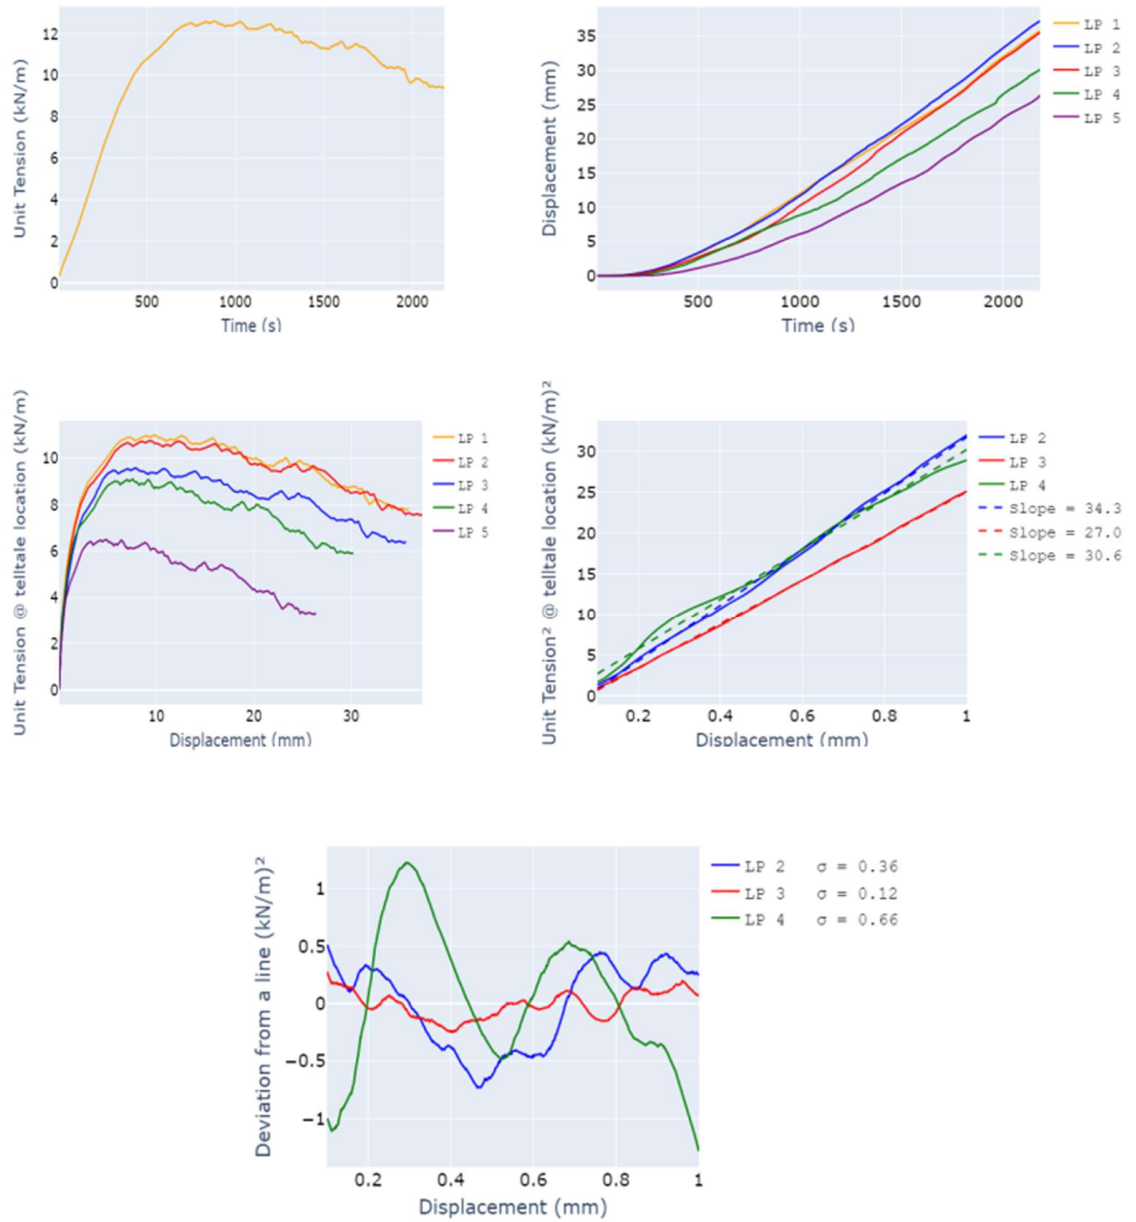 Unit Tension (kN/m)
12
10
8
6
4
2
0
500
1000
1500
2000
Time (s)
Displacement (mm)
35
30
25
20
15
10
5
0
500
1000
1500
2000
Time (s)
LP 1
LP 2
LP 3
LP 4
LP 5
Unit Tension @ telltale location (kN/m)
10
8
6
4
2
0
10
20
30
Displacement (mm)
LP 1
LP 2
LP 3
LP 4
LP 5
Unit Tension² @ telltale location (kN/m)²
30
25
20
15
10
5
0
0.2
0.4
0.6
0.8
1
Displacement (mm)
LP 2
LP 3
LP 4
Slope = 34.3
Slope = 27.0
Slope = 30.6
Deviation from a line (kN/m)²
1
0.5
0
−0.5
−1
0.2
0.4
0.6
0.8
1
Displacement (mm)
LP 2 σ = 0.36
LP 3 σ = 0.12
LP 4 σ = 0.66